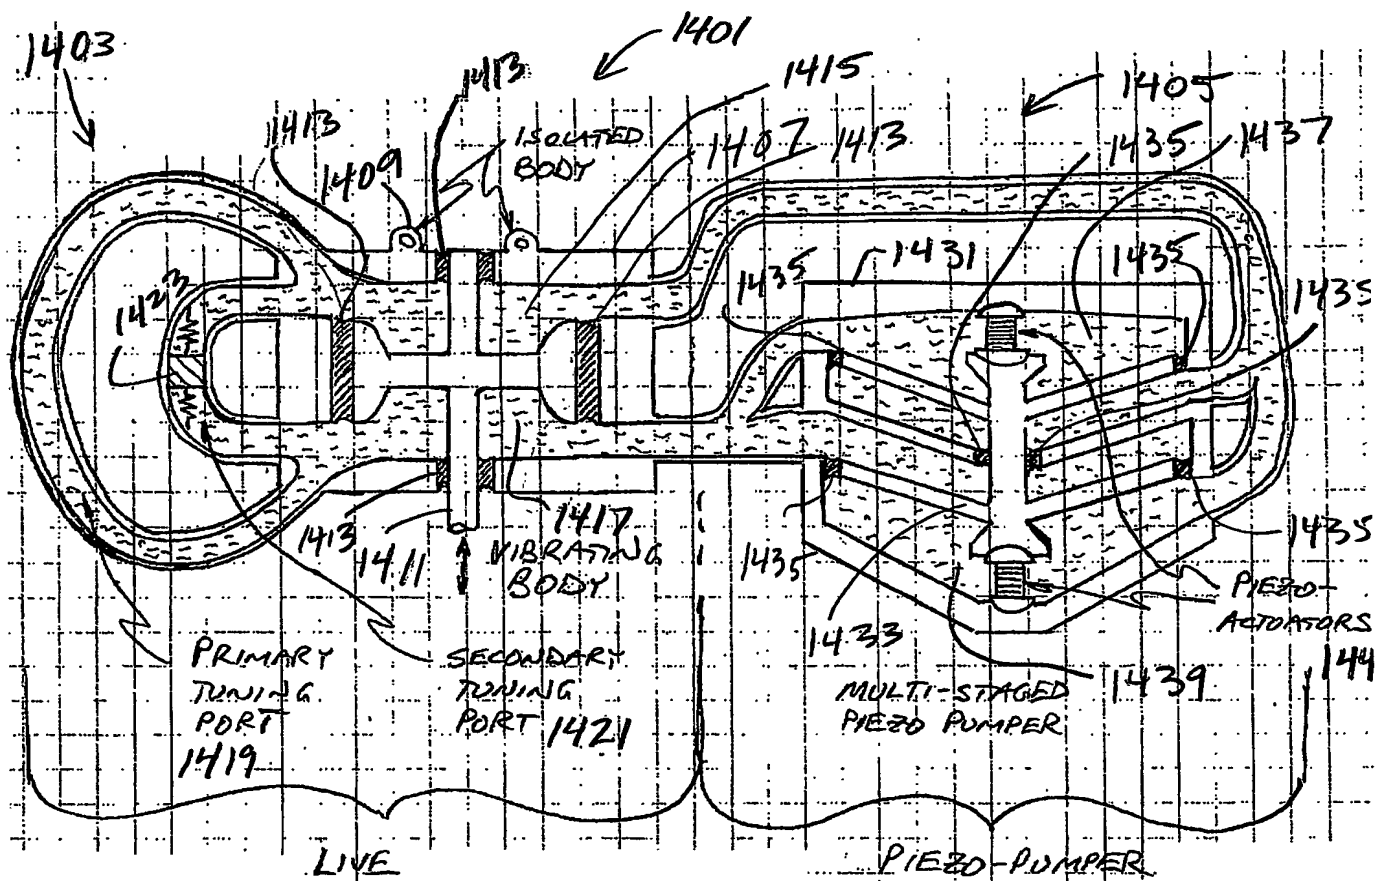 1403
1401
1413
1415
1405
1413
ISOLATED
BODY
1409
1407
1413
1435
1437
1435
1431
1435
1423
1435
1413
1411
1417
VIBRATING
BODY
1435
1435
1433
PIEZO-
ACTUATORS
144
PRIMARY
TUNING
PORT
1419
SECONDARY
TUNING
PORT 1421
MULTI-STAGED
PIEZO PUMPER
1439
LIVE
PIEZO-PUMPER